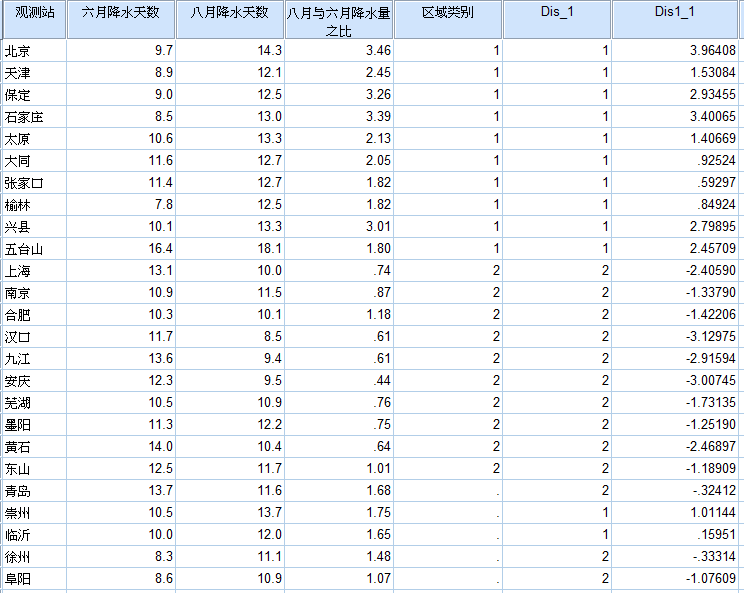 观测站 六月降水天数 八月降水天数 八月与六月降水量之比 区域类别 Dis_1 Dis1_1
北京 9.7 14.3 3.46 1 1 3.96408
天津 8.9 12.1 2.45 1 1 1.53084
保定 9.0 12.5 3.26 1 1 2.93455
石家庄 8.5 13.0 3.39 1 1 3.40065
太原 10.6 13.3 2.13 1 1 1.40669
大同 11.6 12.7 2.05 1 1 .92524
张家口 11.4 12.7 1.82 1 1 .59297
榆林 7.8 12.5 1.82 1 1 .84924
兴县 10.1 13.3 3.01 1 1 2.79895
五台山 16.4 18.1 1.80 1 1 2.45709
上海 13.1 10.0 .74 2 2 -2.40590
南京 10.9 11.5 .87 2 2 -1.33790
合肥 10.3 10.1 1.18 2 2 -1.42206
汉口 11.7 8.5 .61 2 2 -3.12975
九江 13.6 9.4 .61 2 2 -2.91594
安庆 12.3 9.5 .44 2 2 -3.00745
芜湖 10.5 10.9 .76 2 2 -1.73135
墨阳 11.3 12.2 .75 2 2 -1.25190
黄石 14.0 10.4 .64 2 2 -2.46897
东山 12.5 11.7 1.01 2 2 -1.18909
青岛 13.7 11.6 1.68 . 2 -.32412
崇州 10.5 13.7 1.75 . 1 1.01144
临沂 10.0 12.0 1.65 . 1 .15951
徐州 8.3 11.1 1.48 . 2 -.33314
阜阳 8.6 10.9 1.07 . 2 -1.07609